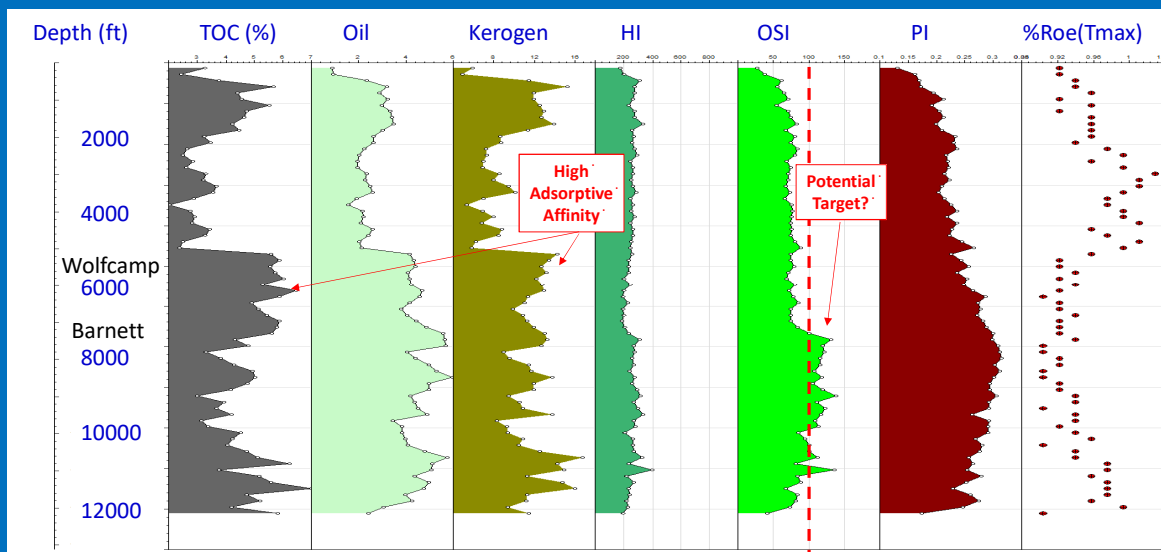 Depth (ft) TOC (%) Oil Kerogen HI OSI PI %Roe(Tmax)
3 4 5 6 7 2 4 6 8 12 16 200 400 600 800 50 100 150 0.1 0.15 0.2 0.25 0.3 0.92 0.96 1
2000
High
Adsorptive
Affinity
Potential
Target?
4000
Wolfcamp
6000
Barnett
8000
10000
12000